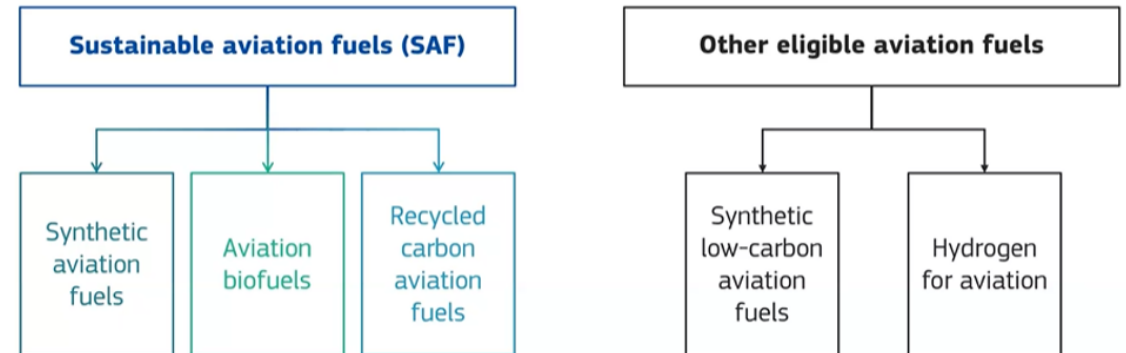 Sustainable aviation fuels (SAF)
Other eligible aviation fuels
Synthetic
aviation
fuels
Aviation
biofuels
Recycled
carbon
aviation
fuels
Synthetic
low-carbon
aviation
fuels
Hydrogen
for aviation